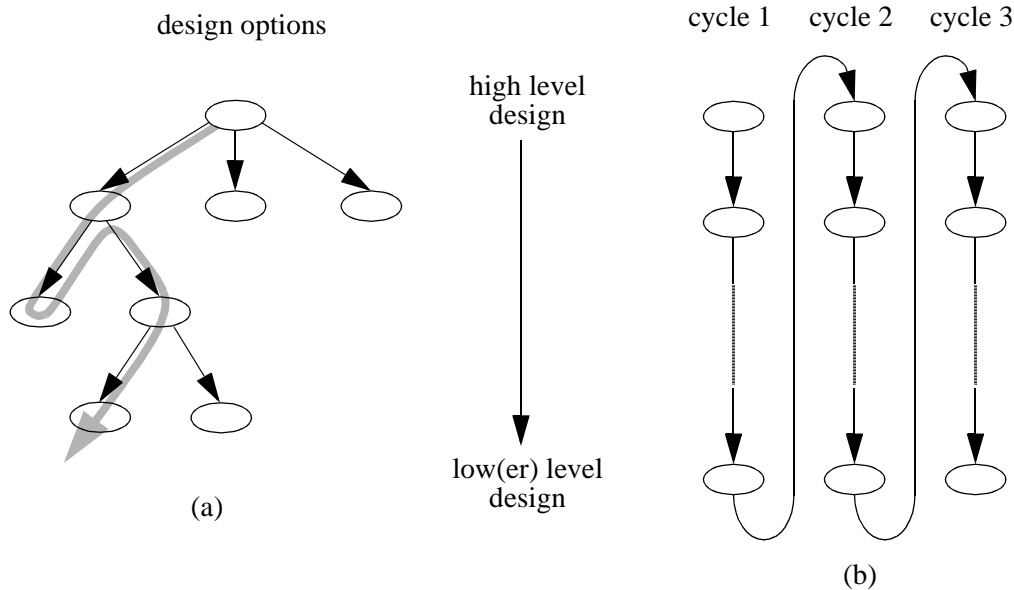 design options
high level
design
low(er) level
design
(a)
cycle 1
cycle 2
cycle 3
(b)